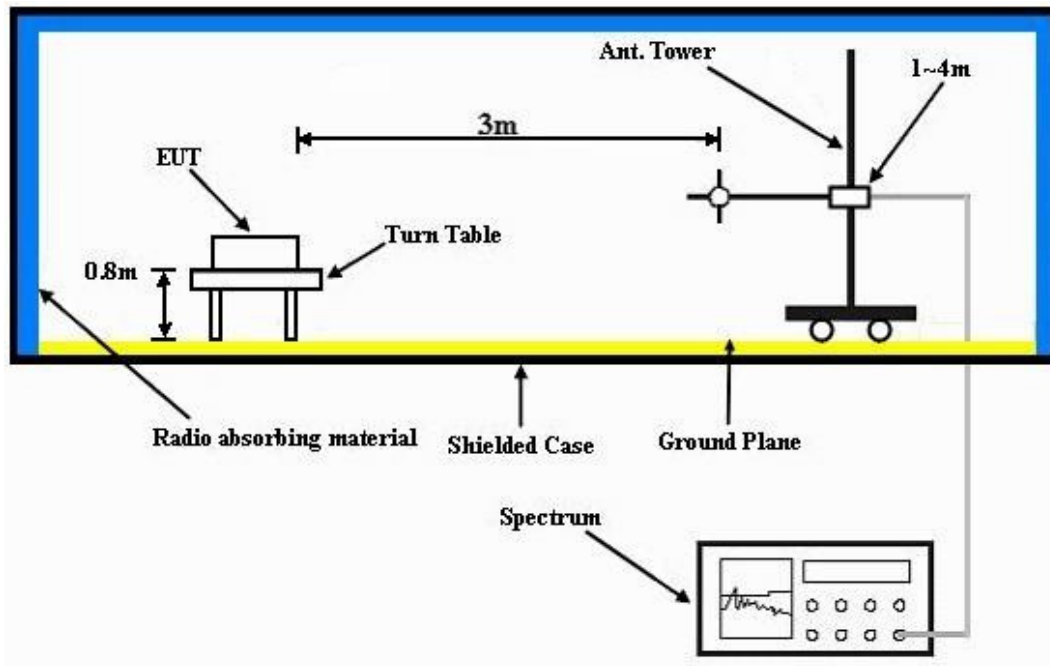 Ant. Tower
1~4m
3m
EUT
Turn Table
0.8m
Radio absorbing material
Shielded Case
Ground Plane
Spectrum